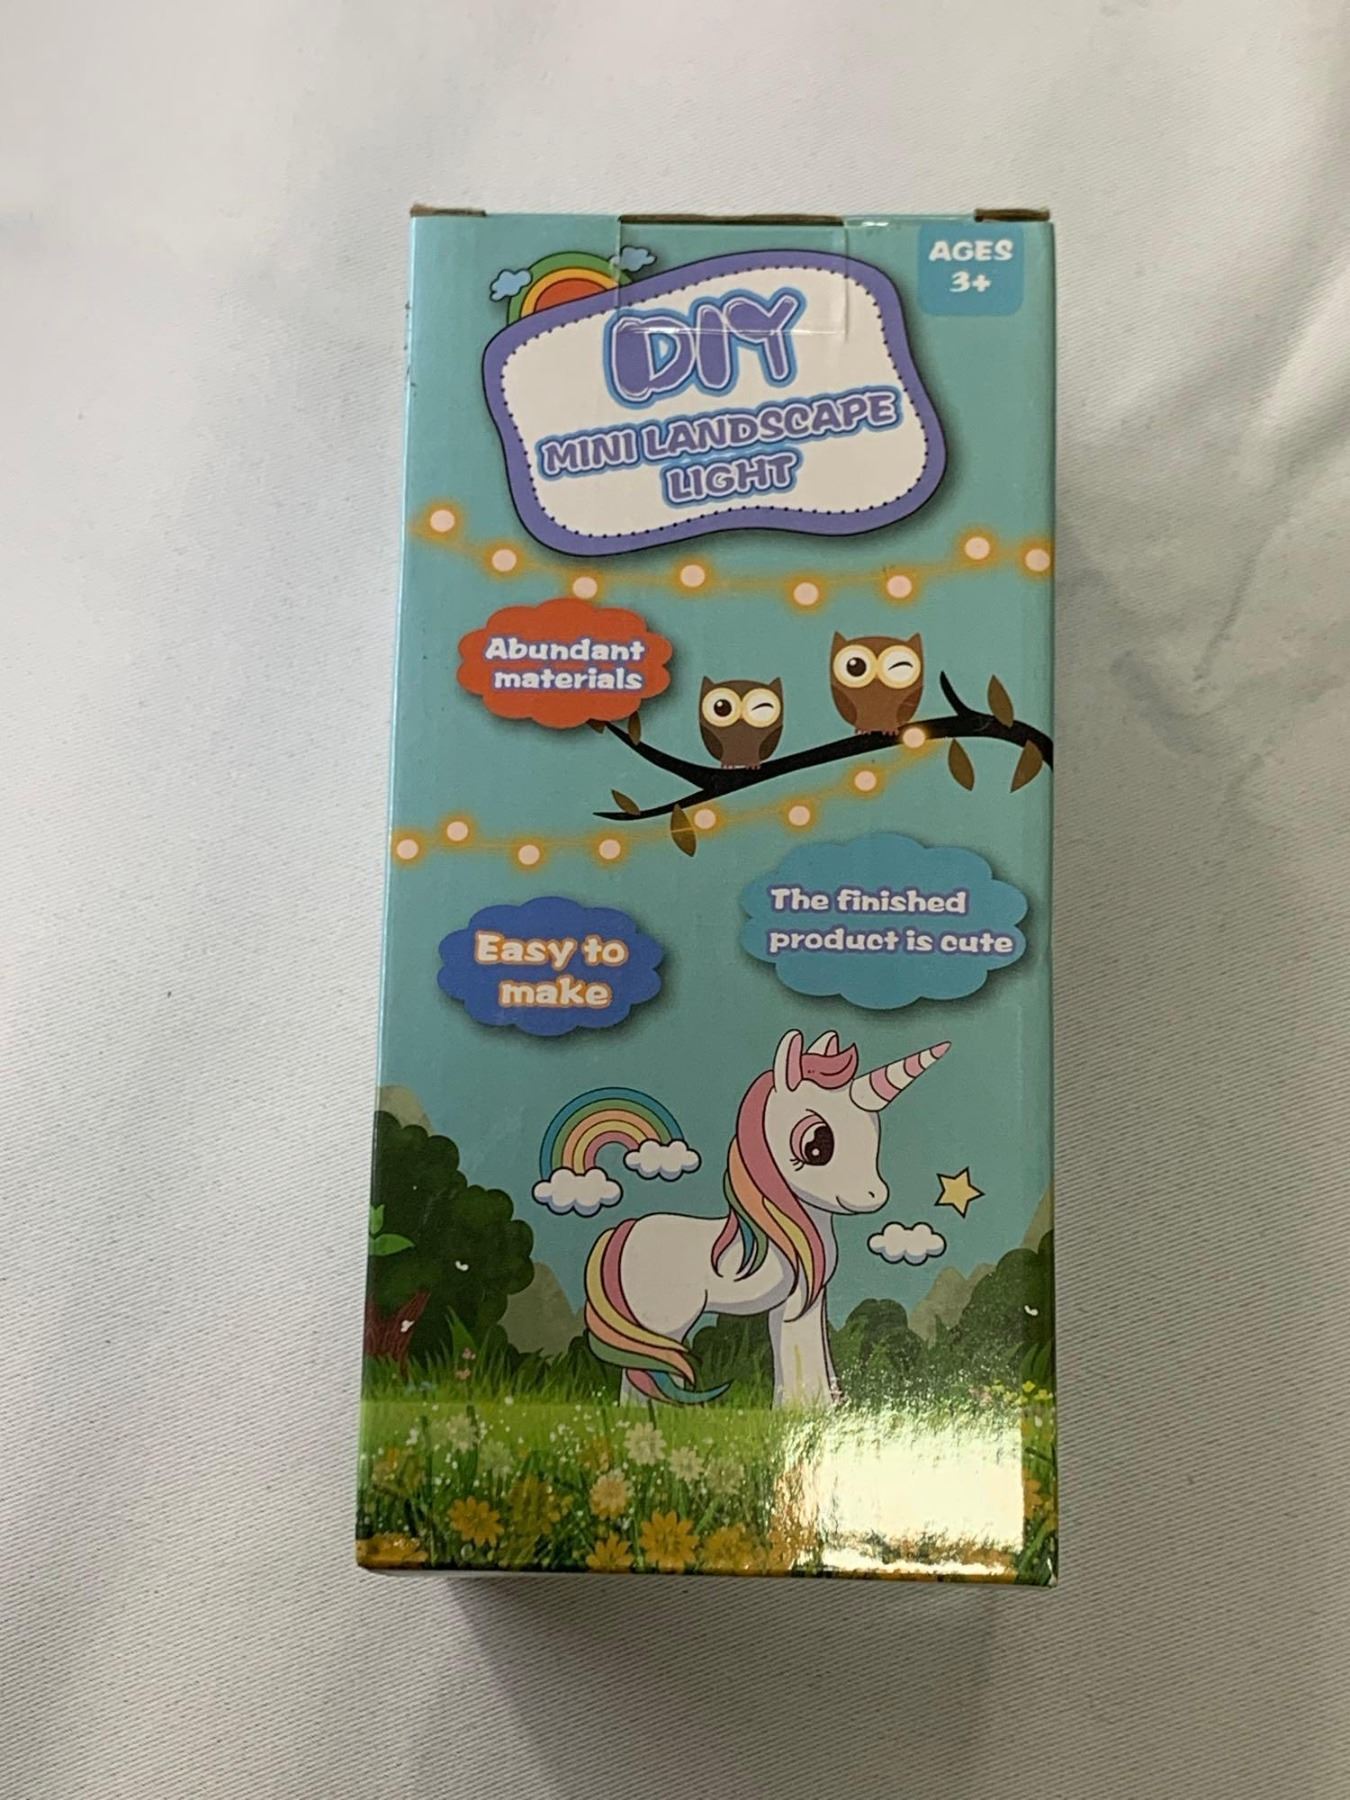 AGES
3+
DIY
MINI LANDSCAPE
LIGHT
Abundant
materials
The finished
product is cute
Easy to
make